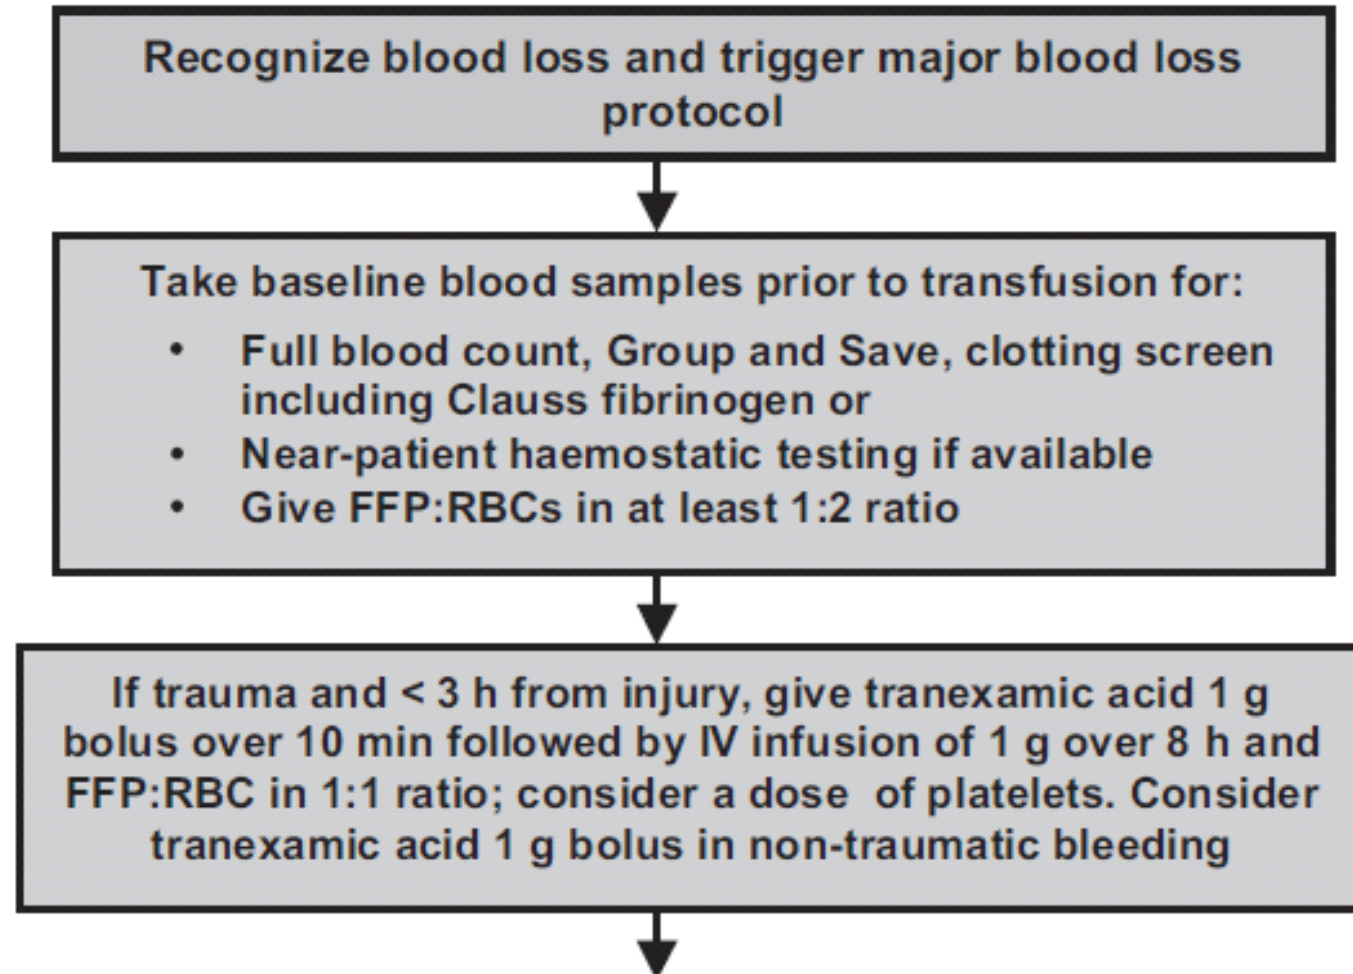 Recognize blood loss and trigger major blood loss
protocol
Take baseline blood samples prior to transfusion for:
• Full blood count, Group and Save, clotting screen
including Clauss fibrinogen or
• Near-patient haemostatic testing if available
• Give FFP:RBCs in at least 1:2 ratio
If trauma and < 3 h from injury, give tranexamic acid 1 g
bolus over 10 min followed by IV infusion of 1 g over 8 h and
FFP:RBC in 1:1 ratio; consider a dose of platelets. Consider
tranexamic acid 1 g bolus in non-traumatic bleeding